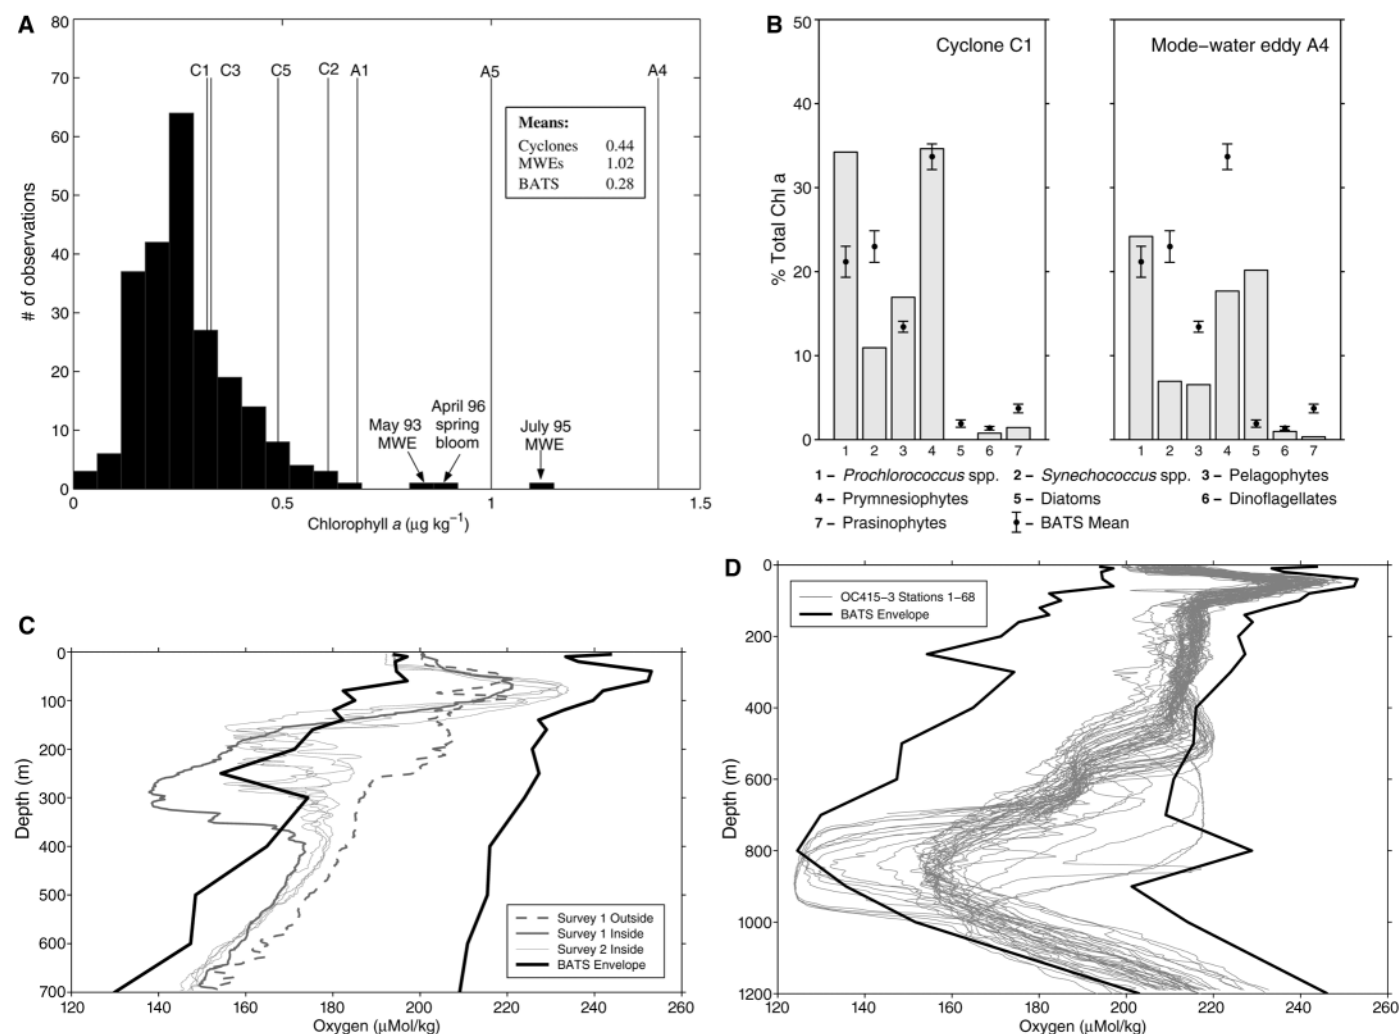 A
80
70
60
50
40
30
20
10
0
# of observations
C1
C3
C5
C2
A1
A5
A4
Means:
Cyclones 0.44
MWEs 1.02
BATS 0.28
May 93
MWE
April 96
spring
bloom
July 95
MWE
0 0.5 1 1.5
Chlorophyll a (µg kg⁻¹)
B
50
40
30
20
10
0
% Total Chl a
Cyclone C1
Mode–water eddy A4
1 2 3 4 5 6 7
1 2 3 4 5 6 7
1 – Prochlorococcus spp. 2 – Synechococcus spp. 3 – Pelagophytes
4 – Prymnesiophytes 5 – Diatoms 6 – Dinoflagellates
7 – Prasinophytes – BATS Mean
C
0
100
200
300
400
500
600
700
Depth (m)
Survey 1 Outside
Survey 1 Inside
Survey 2 Inside
BATS Envelope
120 140 160 180 200 220 240 260
Oxygen (µMol/kg)
D
0
200
400
600
800
1000
1200
Depth (m)
OC415–3 Stations 1–68
BATS Envelope
120 140 160 180 200 220 240 260
Oxygen (µMol/kg)